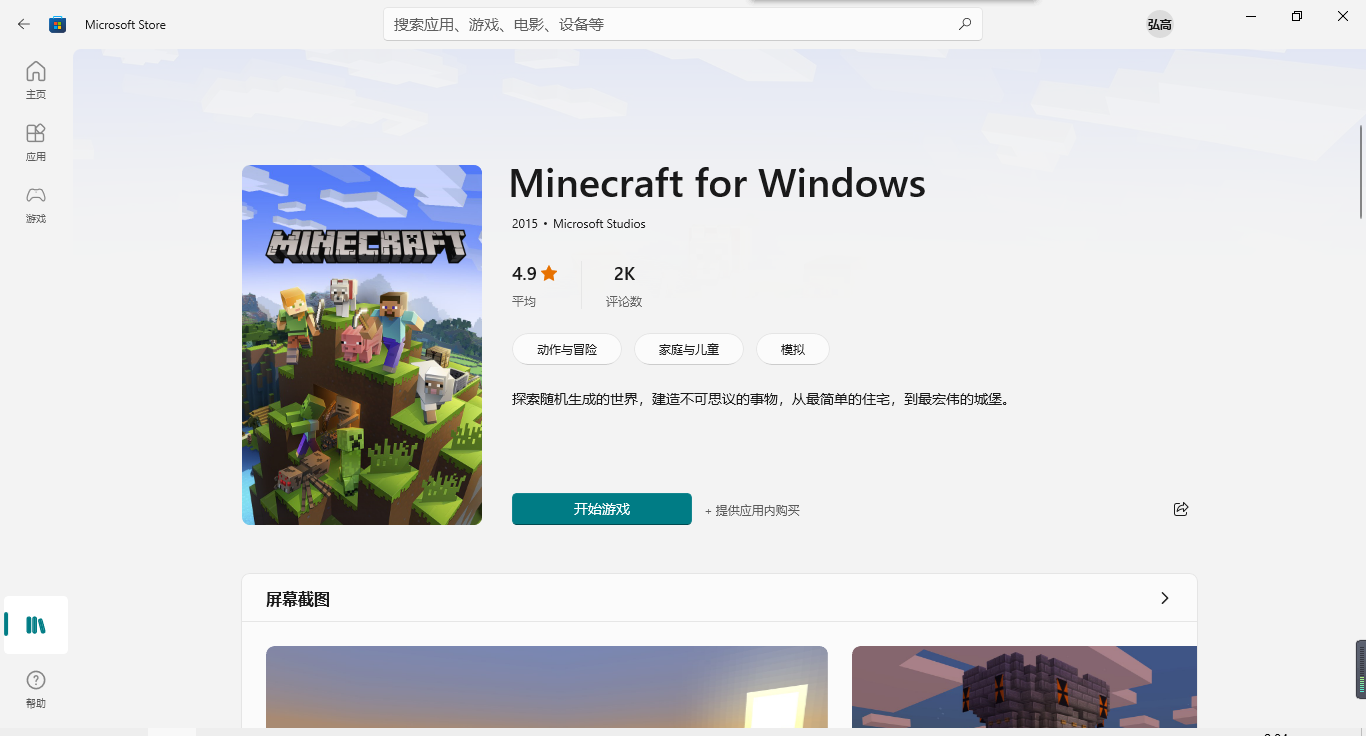 Microsoft Store
搜索应用、游戏、电影、设备等
弘高
主页
应用
游戏
MINECRAFT
Minecraft for Windows
2015 • Microsoft Studios
4.9
平均
2K
评论数
动作与冒险
家庭与儿童
模拟
探索随机生成的世界，建造不可思议的事物，从最简单的住宅，到最宏伟的城堡。
开始游戏
+ 提供应用内购买
屏幕截图
帮助